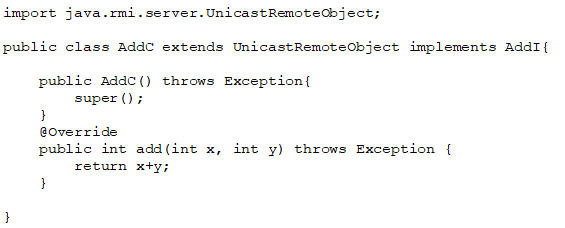 import java.rmi.server.UnicastRemoteObject;
public class AddC extends UnicastRemoteObject implements AddI{
    public AddC() throws Exception{
        super();
    }
    @Override
    public int add(int x, int y) throws Exception {
        return x+y;
    }
}